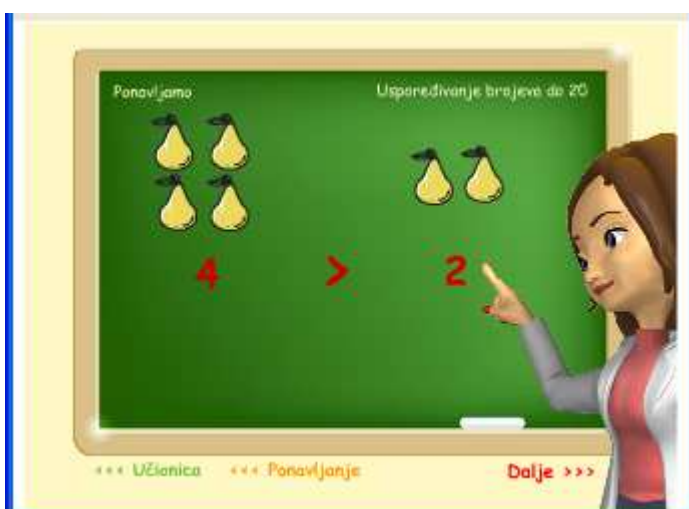 Ponavljamo
Uspoređivanje brojeva do 20
4 > 2
<<< Učionica
<<< Ponavljanje
Dalje >>>